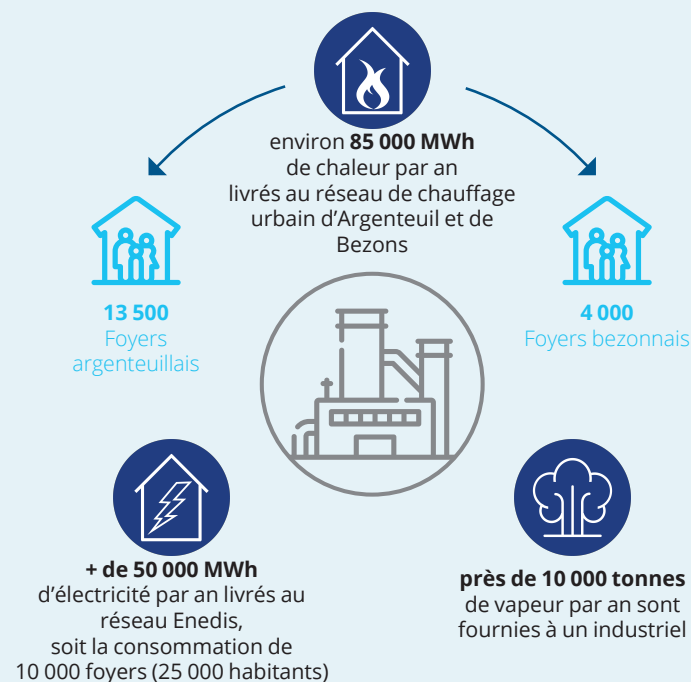 environ 85 000 MWh
de chaleur par an
livrés au réseau de chauffage
urbain d’Argenteuil et de
Bezons
13 500
Foyers
argenteuillais
4 000
Foyers bezonnais
+ de 50 000 MWh
d’électricité par an livrés au
réseau Enedis,
soit la consommation de
10 000 foyers (25 000 habitants)
près de 10 000 tonnes
de vapeur par an sont
fournies à un industriel